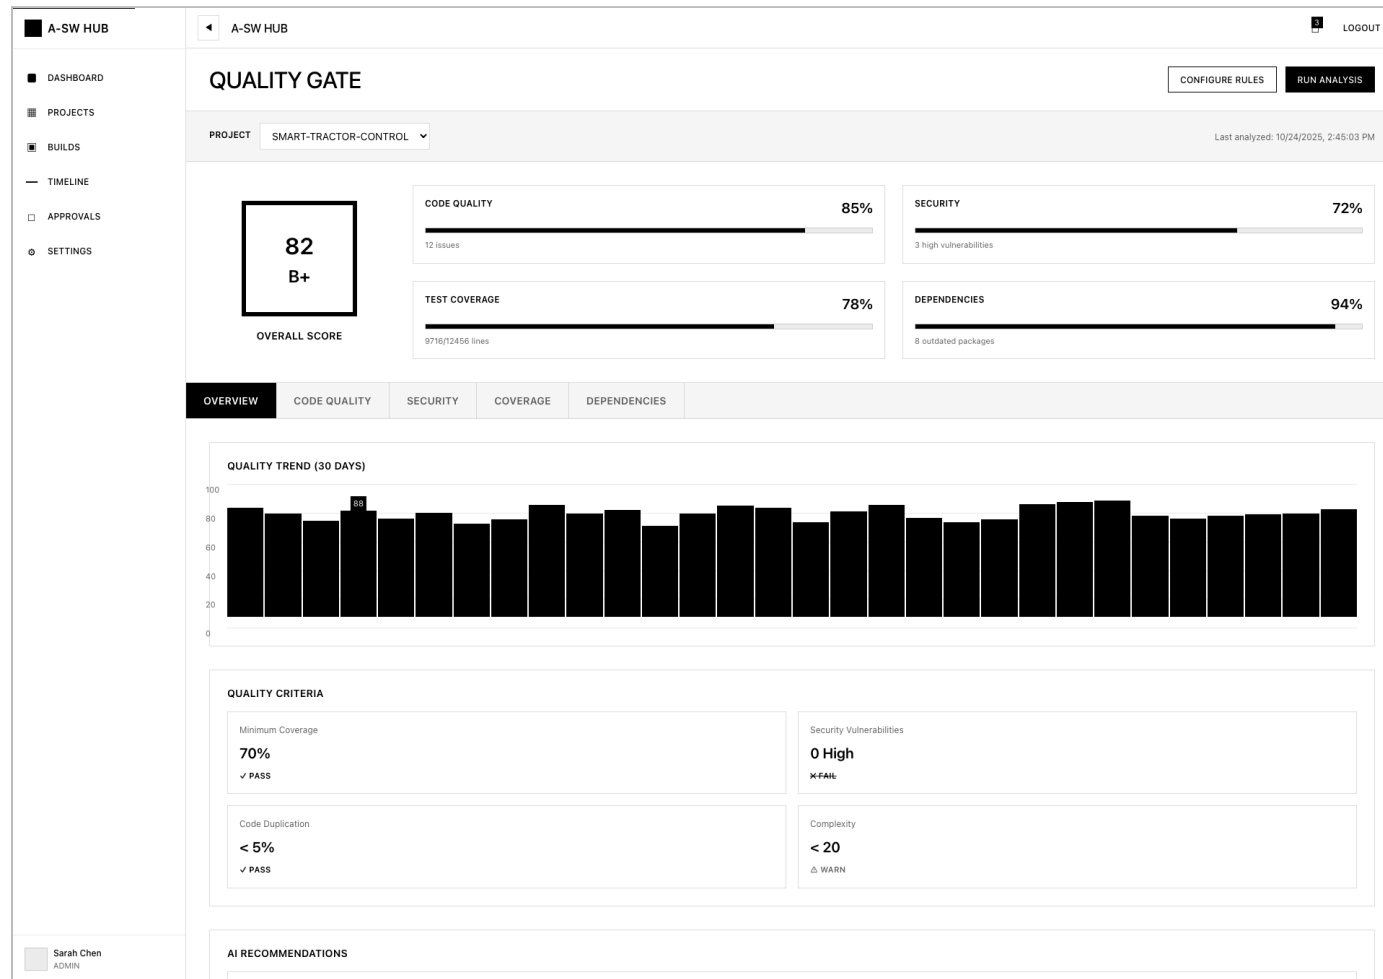 A-SW HUB
DASHBOARD
PROJECTS
BUILDS
TIMELINE
APPROVALS
SETTINGS
Sarah Chen
ADMIN
A-SW HUB
3
LOGOUT
QUALITY GATE
CONFIGURE RULES
RUN ANALYSIS
PROJECT
SMART-TRACTOR-CONTROL
Last analyzed: 10/24/2025, 2:45:03 PM
82
B+
OVERALL SCORE
CODE QUALITY
85%
12 issues
SECURITY
72%
3 high vulnerabilities
TEST COVERAGE
78%
9716/12456 lines
DEPENDENCIES
94%
8 outdated packages
OVERVIEW
CODE QUALITY
SECURITY
COVERAGE
DEPENDENCIES
QUALITY TREND (30 DAYS)
100
80
60
40
20
0
88
QUALITY CRITERIA
Minimum Coverage
70%
✓ PASS
Security Vulnerabilities
0 High
✕ FAIL
Code Duplication
< 5%
✓ PASS
Complexity
< 20
⚠ WARN
AI RECOMMENDATIONS